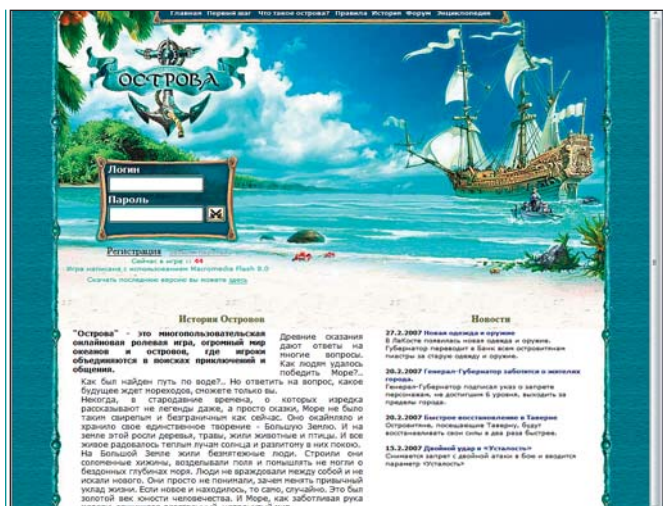 Главная Первый шаг Что такое острова? Правила История Форум Энциклопедия
ОСТРОВА
Логин
Пароль
Регистрация
Сейчас в игре :: 44
Игра написана с использованием Macromedia Flash 8.0
Скачать последнюю версию вы можете здесь
История Островов
"Острова" - это многопользовательская
онлайновая ролевая игра, огромный мир
океанов и островов, где игроки
объединяются в поисках приключений и
общения.
Древние сказания
дают ответы на
многие вопросы.
Как людям удалось
победить Море?..
Как был найден путь по воде?.. Но ответить на вопрос, какое
будущее ждет мореходов, сможете только вы.
Некогда, в стародавние времена, о которых изредка
рассказывают не легенды даже, а просто сказки, Море не было
таким свирепым и безграничным как сейчас. Оно окаймляло и
хранило свое единственное творение - Большую Землю. И на
земле этой росли деревья, травы, жили животные и птицы. И все
живое радовалось теплым лучам солнца и разлитому в них покою.
На Большой Земле жили безмятежные люди. Строили они
соломенные хижины, возделывали поля и помышлять не могли о
бездонных глубинах моря. Люди не враждовали между собой и не
искали нового. Они просто не понимали, зачем менять привычный
уклад жизни. Если новое и находилось, то само, случайно. Это был
золотой век юности человечества. И Море, как заботливая рука
Новости
27.2.2007 Новая одежда и оружие
В ЛаКосте появилась новая одежда и оружие.
Губернатор переводит в Банк всем островитянам
пиастры за старую одежду и оружие.
20.2.2007 Генерал-Губернатор заботится о жителях
города.
Генерал-Губернатор подписал указ о запрете
персонажам, не достигшим 6 уровня, выходить за
пределы города.
20.2.2007 Быстрое восстановление в Таверне
Островитяне, посещающие Таверну, будут
восстанавливать свои силы в два раза быстрее.
15.2.2007 Двойной удар и «Усталость»
Снимается запрет с двойной атаки в бою и вводится
параметр «Усталость»